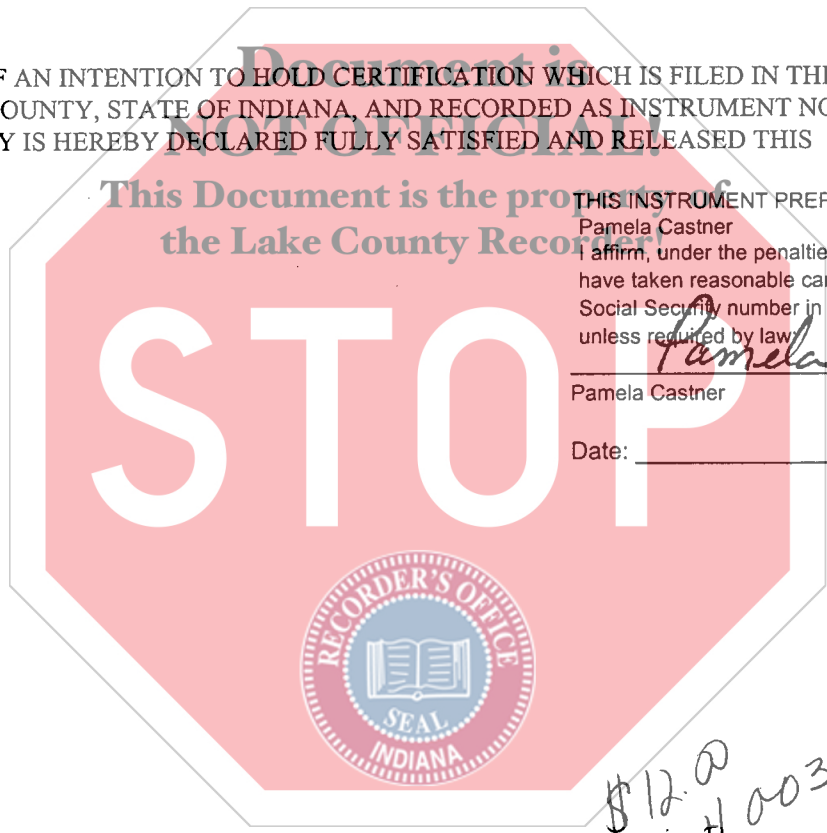 Document is
F AN INTENTION TO HOLD CERTIFICATION WHICH IS FILED IN THE
OUNTY, STATE OF INDIANA, AND RECORDED AS INSTRUMENT NO
NOT OFFICIAL!
Y IS HEREBY DECLARED FULLY SATISFIED AND RELEASED THIS
This Document is the property of
the Lake County Recorder!
THIS INSTRUMENT PREP
Pamela Castner
I affirm, under the penaltie
have taken reasonable car
Social Security number in
unless required by law
Pamela
Pamela Castner
Date:
STOP
RECORDER'S OFFICE
SEAL
INDIANA
$12.00
003